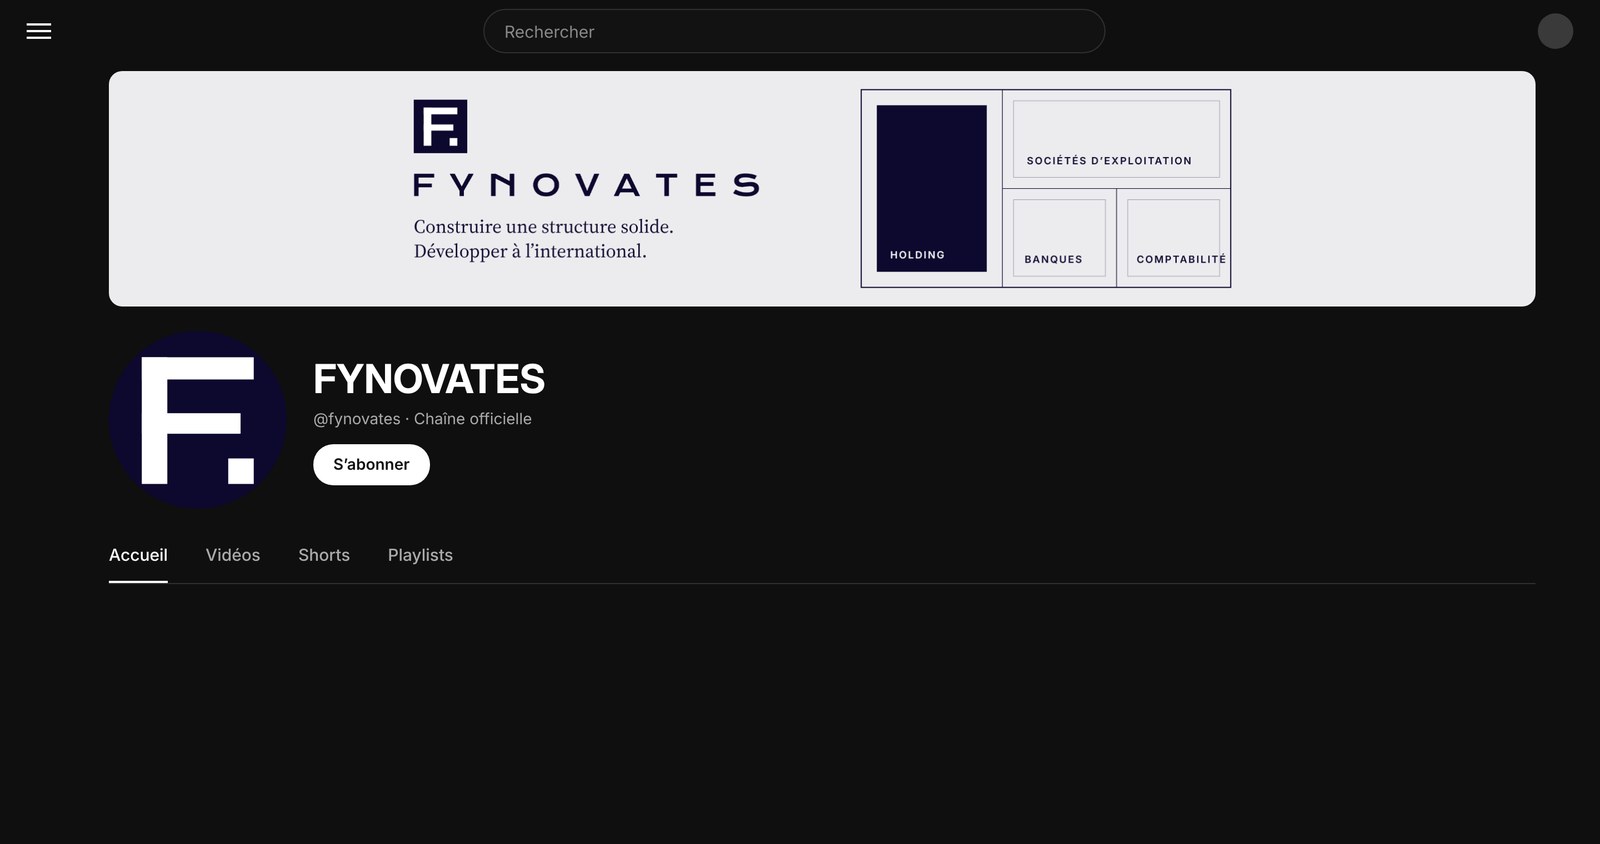 Rechercher
F.
FYNOVATES
Construire une structure solide.
Développer à l’international.
HOLDING
SOCIÉTÉS D’EXPLOITATION
BANQUES
COMPTABILITÉ
F.
FYNOVATES
@fynovates · Chaîne officielle
S’abonner
Accueil
Vidéos
Shorts
Playlists